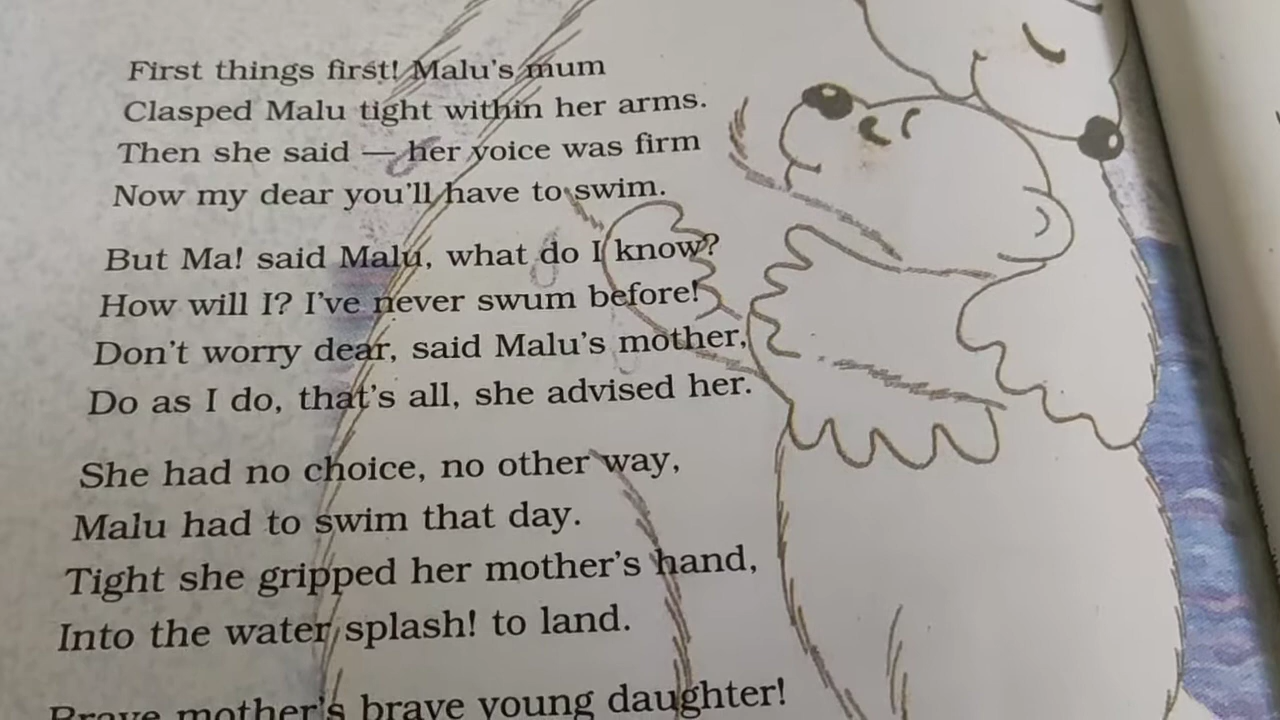 First things first! Malu's mum
Clasped Malu tight within her arms.
Then she said — her voice was firm
Now my dear you'll have to swim.
But Ma! said Malu, what do I know?
How will I? I've never swum before!
Don't worry dear, said Malu's mother,
Do as I do, that's all, she advised her.
She had no choice, no other way,
Malu had to swim that day.
Tight she gripped her mother's hand,
Into the water splash! to land.
Brave mother's brave young daughter!